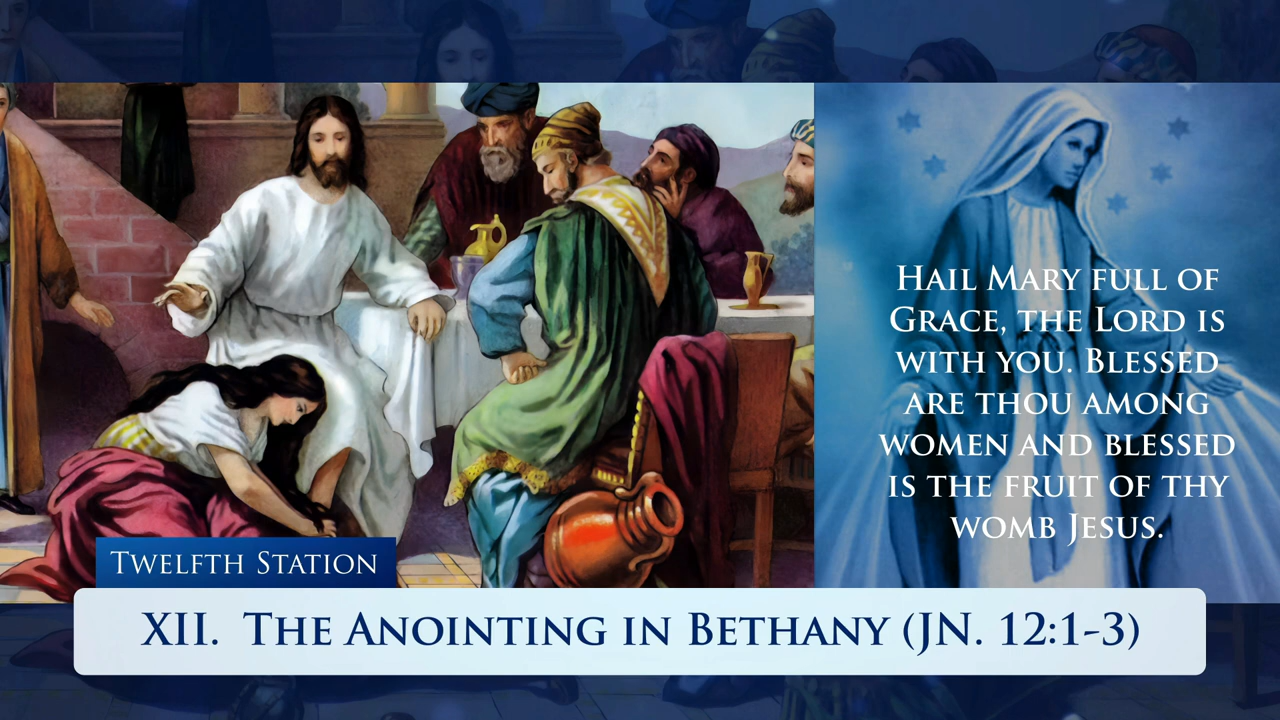 Hail Mary full of
Grace, the Lord is
with you. Blessed
are thou among
women and blessed
is the fruit of thy
womb Jesus.
Twelfth Station
XII. The Anointing in Bethany (JN. 12:1-3)